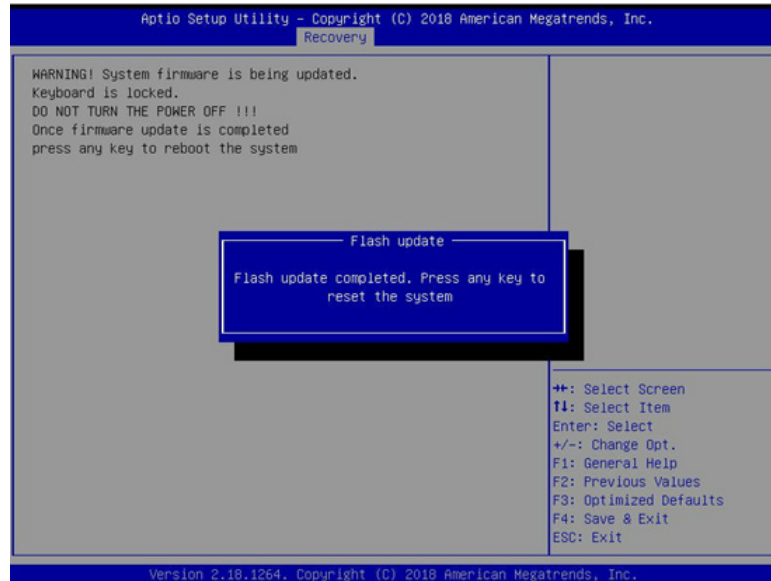 Aptio Setup Utility – Copyright (C) 2018 American Megatrends, Inc.
Recovery
WARNING! System firmware is being updated.
Keyboard is locked.
DO NOT TURN THE POWER OFF !!!
Once firmware update is completed
press any key to reboot the system
Flash update
Flash update completed. Press any key to
reset the system
→←: Select Screen
↑↓: Select Item
Enter: Select
+/-: Change Opt.
F1: General Help
F2: Previous Values
F3: Optimized Defaults
F4: Save & Exit
ESC: Exit
Version 2.18.1264. Copyright (C) 2018 American Megatrends, Inc.